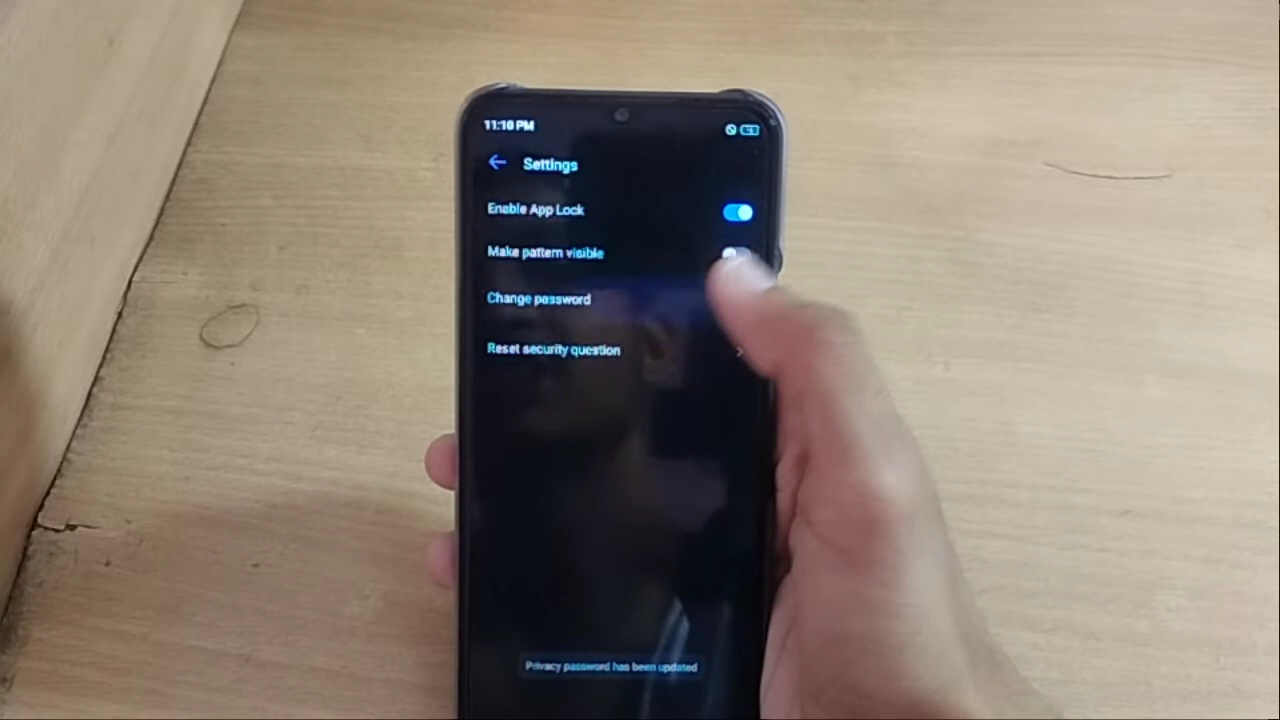 11:10 PM
Settings
Enable App Lock
Make pattern visible
Change password
Reset security question
Privacy password has been updated